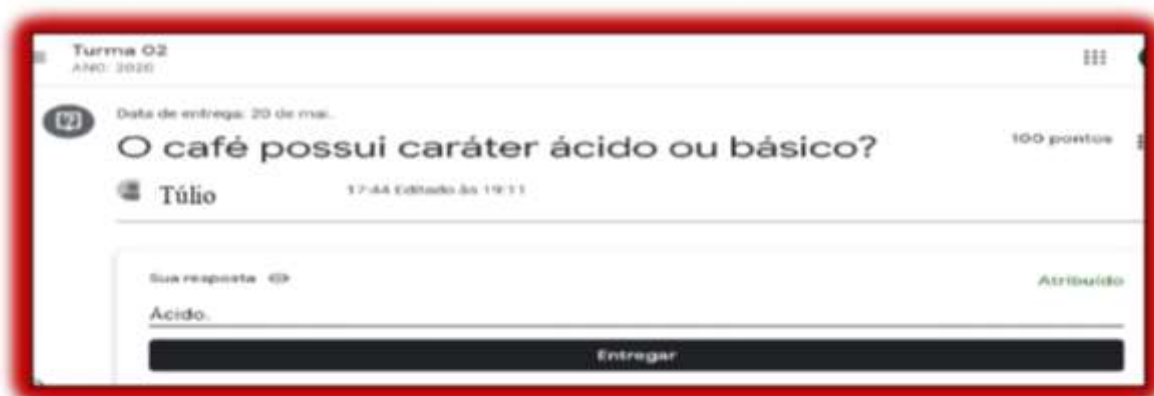 Turma 02
ANO: 2020
Data de entrega: 20 de mai.
O café possui caráter ácido ou básico?
100 pontos
Túlio
17:44 Editado às 19:11
Sua resposta
Atribuído
Ácido.
Entregar